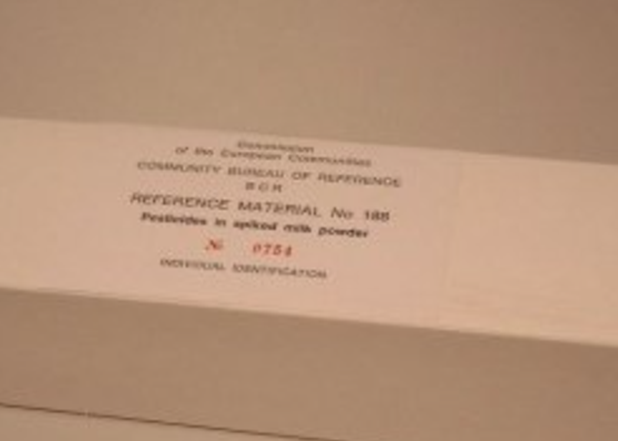 Commission
of the European Communities
COMMUNITY BUREAU OF REFERENCE
BCR
REFERENCE MATERIAL No 188
Pesticides in spiked milk powder
№ 0754
INDIVIDUAL IDENTIFICATION